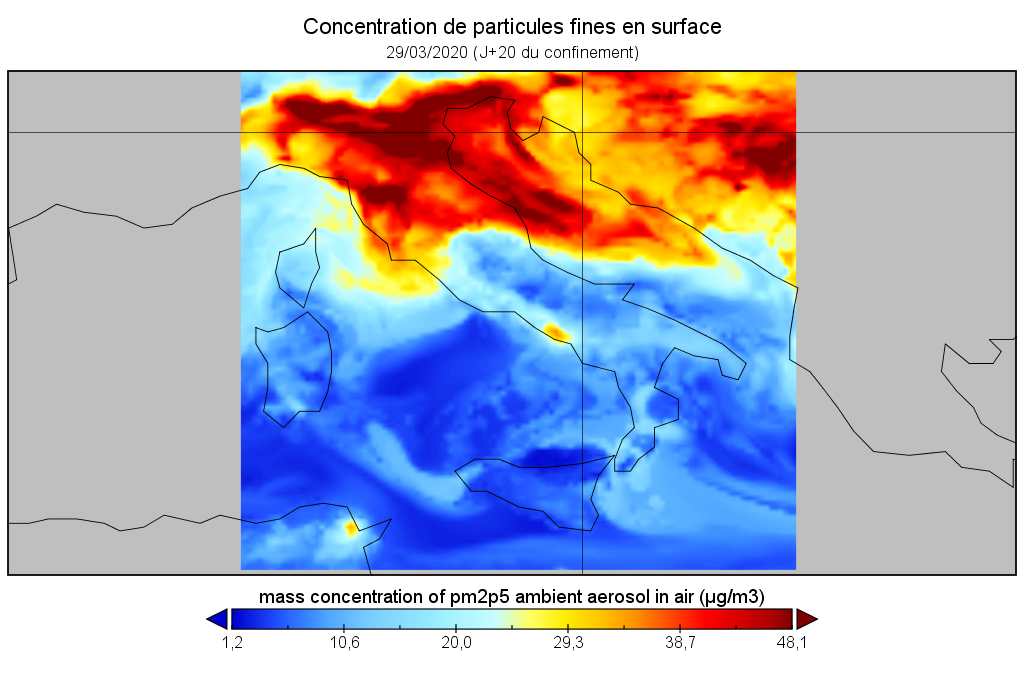 Concentration de particules fines en surface
29/03/2020 (J+20 du confinement)
mass concentration of pm2p5 ambient aerosol in air (µg/m3)
1,2 10,6 20,0 29,3 38,7 48,1